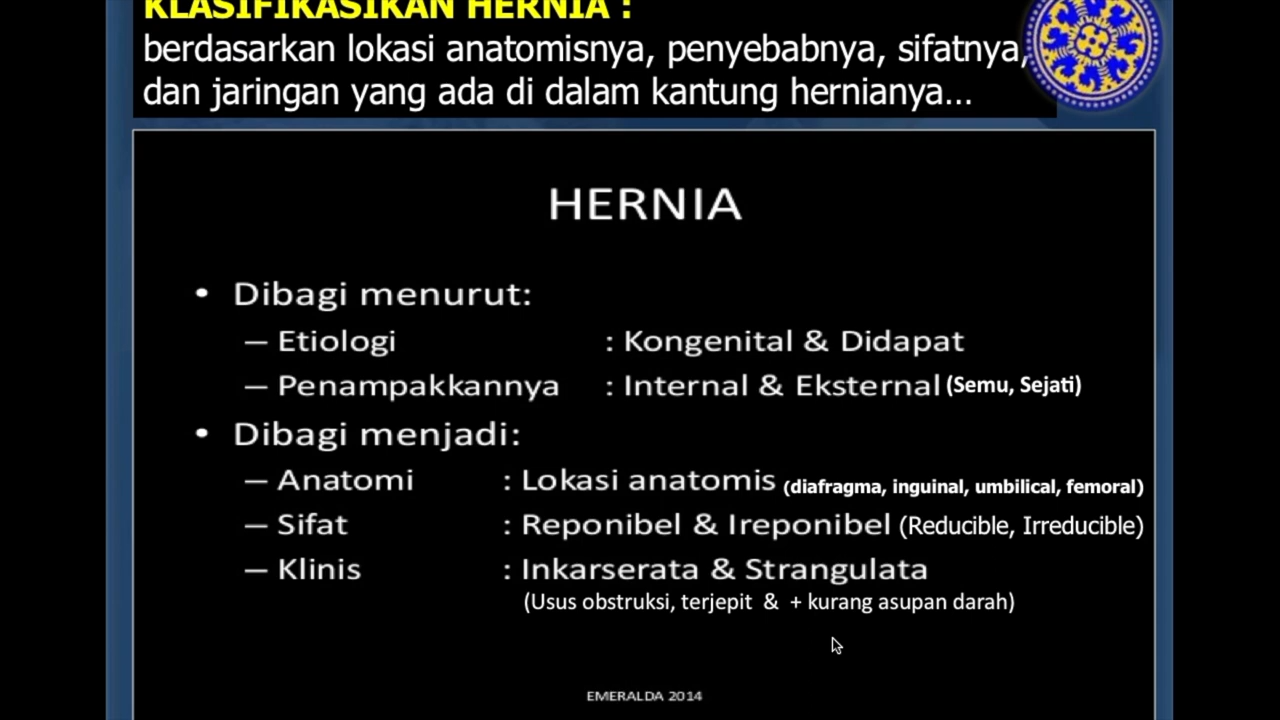 KLASIFIKASIKAN HERNIA :
berdasarkan lokasi anatomisnya, penyebabnya, sifatnya,
dan jaringan yang ada di dalam kantung hernianya...
HERNIA
• Dibagi menurut:
– Etiologi : Kongenital & Didapat
– Penampakkannya : Internal & Eksternal (Semu, Sejati)
• Dibagi menjadi:
– Anatomi : Lokasi anatomis (diafragma, inguinal, umbilical, femoral)
– Sifat : Reponibel & Ireponibel (Reducible, Irreducible)
– Klinis : Inkarserata & Strangulata
(Usus obstruksi, terjepit & + kurang asupan darah)
EMERALDA 2014